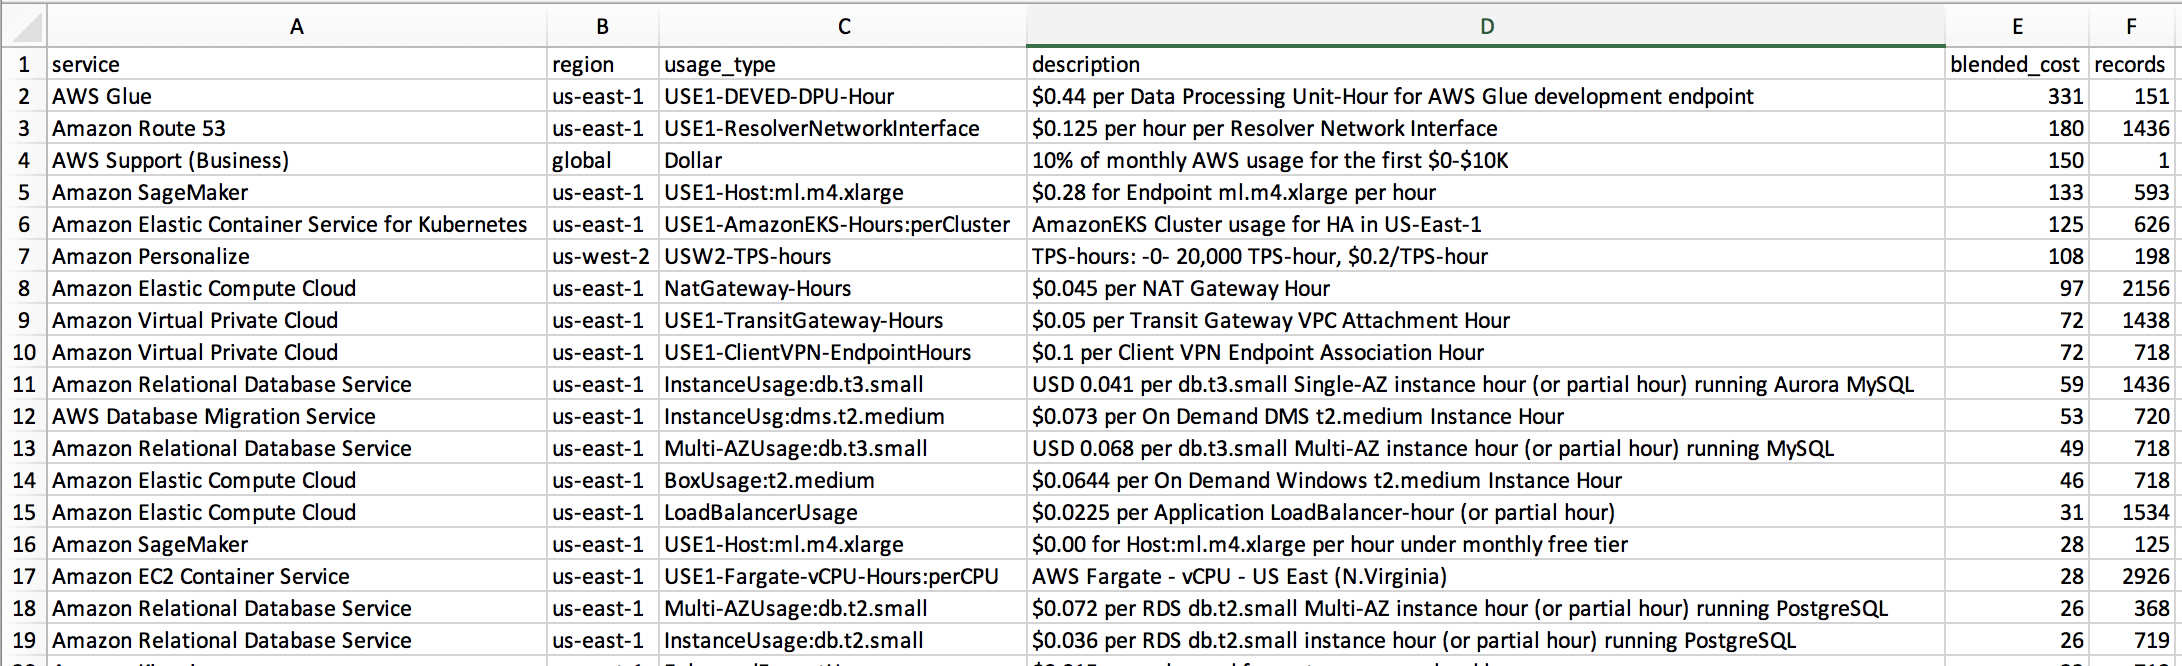 A B C D E F
1 service region usage_type description blended_cost records
2 AWS Glue us-east-1 USE1-DEVED-DPU-Hour $0.44 per Data Processing Unit-Hour for AWS Glue development endpoint 331 151
3 Amazon Route 53 us-east-1 USE1-ResolverNetworkInterface $0.125 per hour per Resolver Network Interface 180 1436
4 AWS Support (Business) global Dollar 10% of monthly AWS usage for the first $0-$10K 150 1
5 Amazon SageMaker us-east-1 USE1-Host:ml.m4.xlarge $0.28 for Endpoint ml.m4.xlarge per hour 133 593
6 Amazon Elastic Container Service for Kubernetes us-east-1 USE1-AmazonEKS-Hours:perCluster AmazonEKS Cluster usage for HA in US-East-1 125 626
7 Amazon Personalize us-west-2 USW2-TPS-hours TPS-hours: -0- 20,000 TPS-hour, $0.2/TPS-hour 108 198
8 Amazon Elastic Compute Cloud us-east-1 NatGateway-Hours $0.045 per NAT Gateway Hour 97 2156
9 Amazon Virtual Private Cloud us-east-1 USE1-TransitGateway-Hours $0.05 per Transit Gateway VPC Attachment Hour 72 1438
10 Amazon Virtual Private Cloud us-east-1 USE1-ClientVPN-EndpointHours $0.1 per Client VPN Endpoint Association Hour 72 718
11 Amazon Relational Database Service us-east-1 InstanceUsage:db.t3.small USD 0.041 per db.t3.small Single-AZ instance hour (or partial hour) running Aurora MySQL 59 1436
12 AWS Database Migration Service us-east-1 InstanceUsg:dms.t2.medium $0.073 per On Demand DMS t2.medium Instance Hour 53 720
13 Amazon Relational Database Service us-east-1 Multi-AZUsage:db.t3.small USD 0.068 per db.t3.small Multi-AZ instance hour (or partial hour) running MySQL 49 718
14 Amazon Elastic Compute Cloud us-east-1 BoxUsage:t2.medium $0.0644 per On Demand Windows t2.medium Instance Hour 46 718
15 Amazon Elastic Compute Cloud us-east-1 LoadBalancerUsage $0.0225 per Application LoadBalancer-hour (or partial hour) 31 1534
16 Amazon SageMaker us-east-1 USE1-Host:ml.m4.xlarge $0.00 for Host:ml.m4.xlarge per hour under monthly free tier 28 125
17 Amazon EC2 Container Service us-east-1 USE1-Fargate-vCPU-Hours:perCPU AWS Fargate - vCPU - US East (N.Virginia) 28 2926
18 Amazon Relational Database Service us-east-1 Multi-AZUsage:db.t2.small $0.072 per RDS db.t2.small Multi-AZ instance hour (or partial hour) running PostgreSQL 26 368
19 Amazon Relational Database Service us-east-1 InstanceUsage:db.t2.small $0.036 per RDS db.t2.small instance hour (or partial hour) running PostgreSQL 26 719